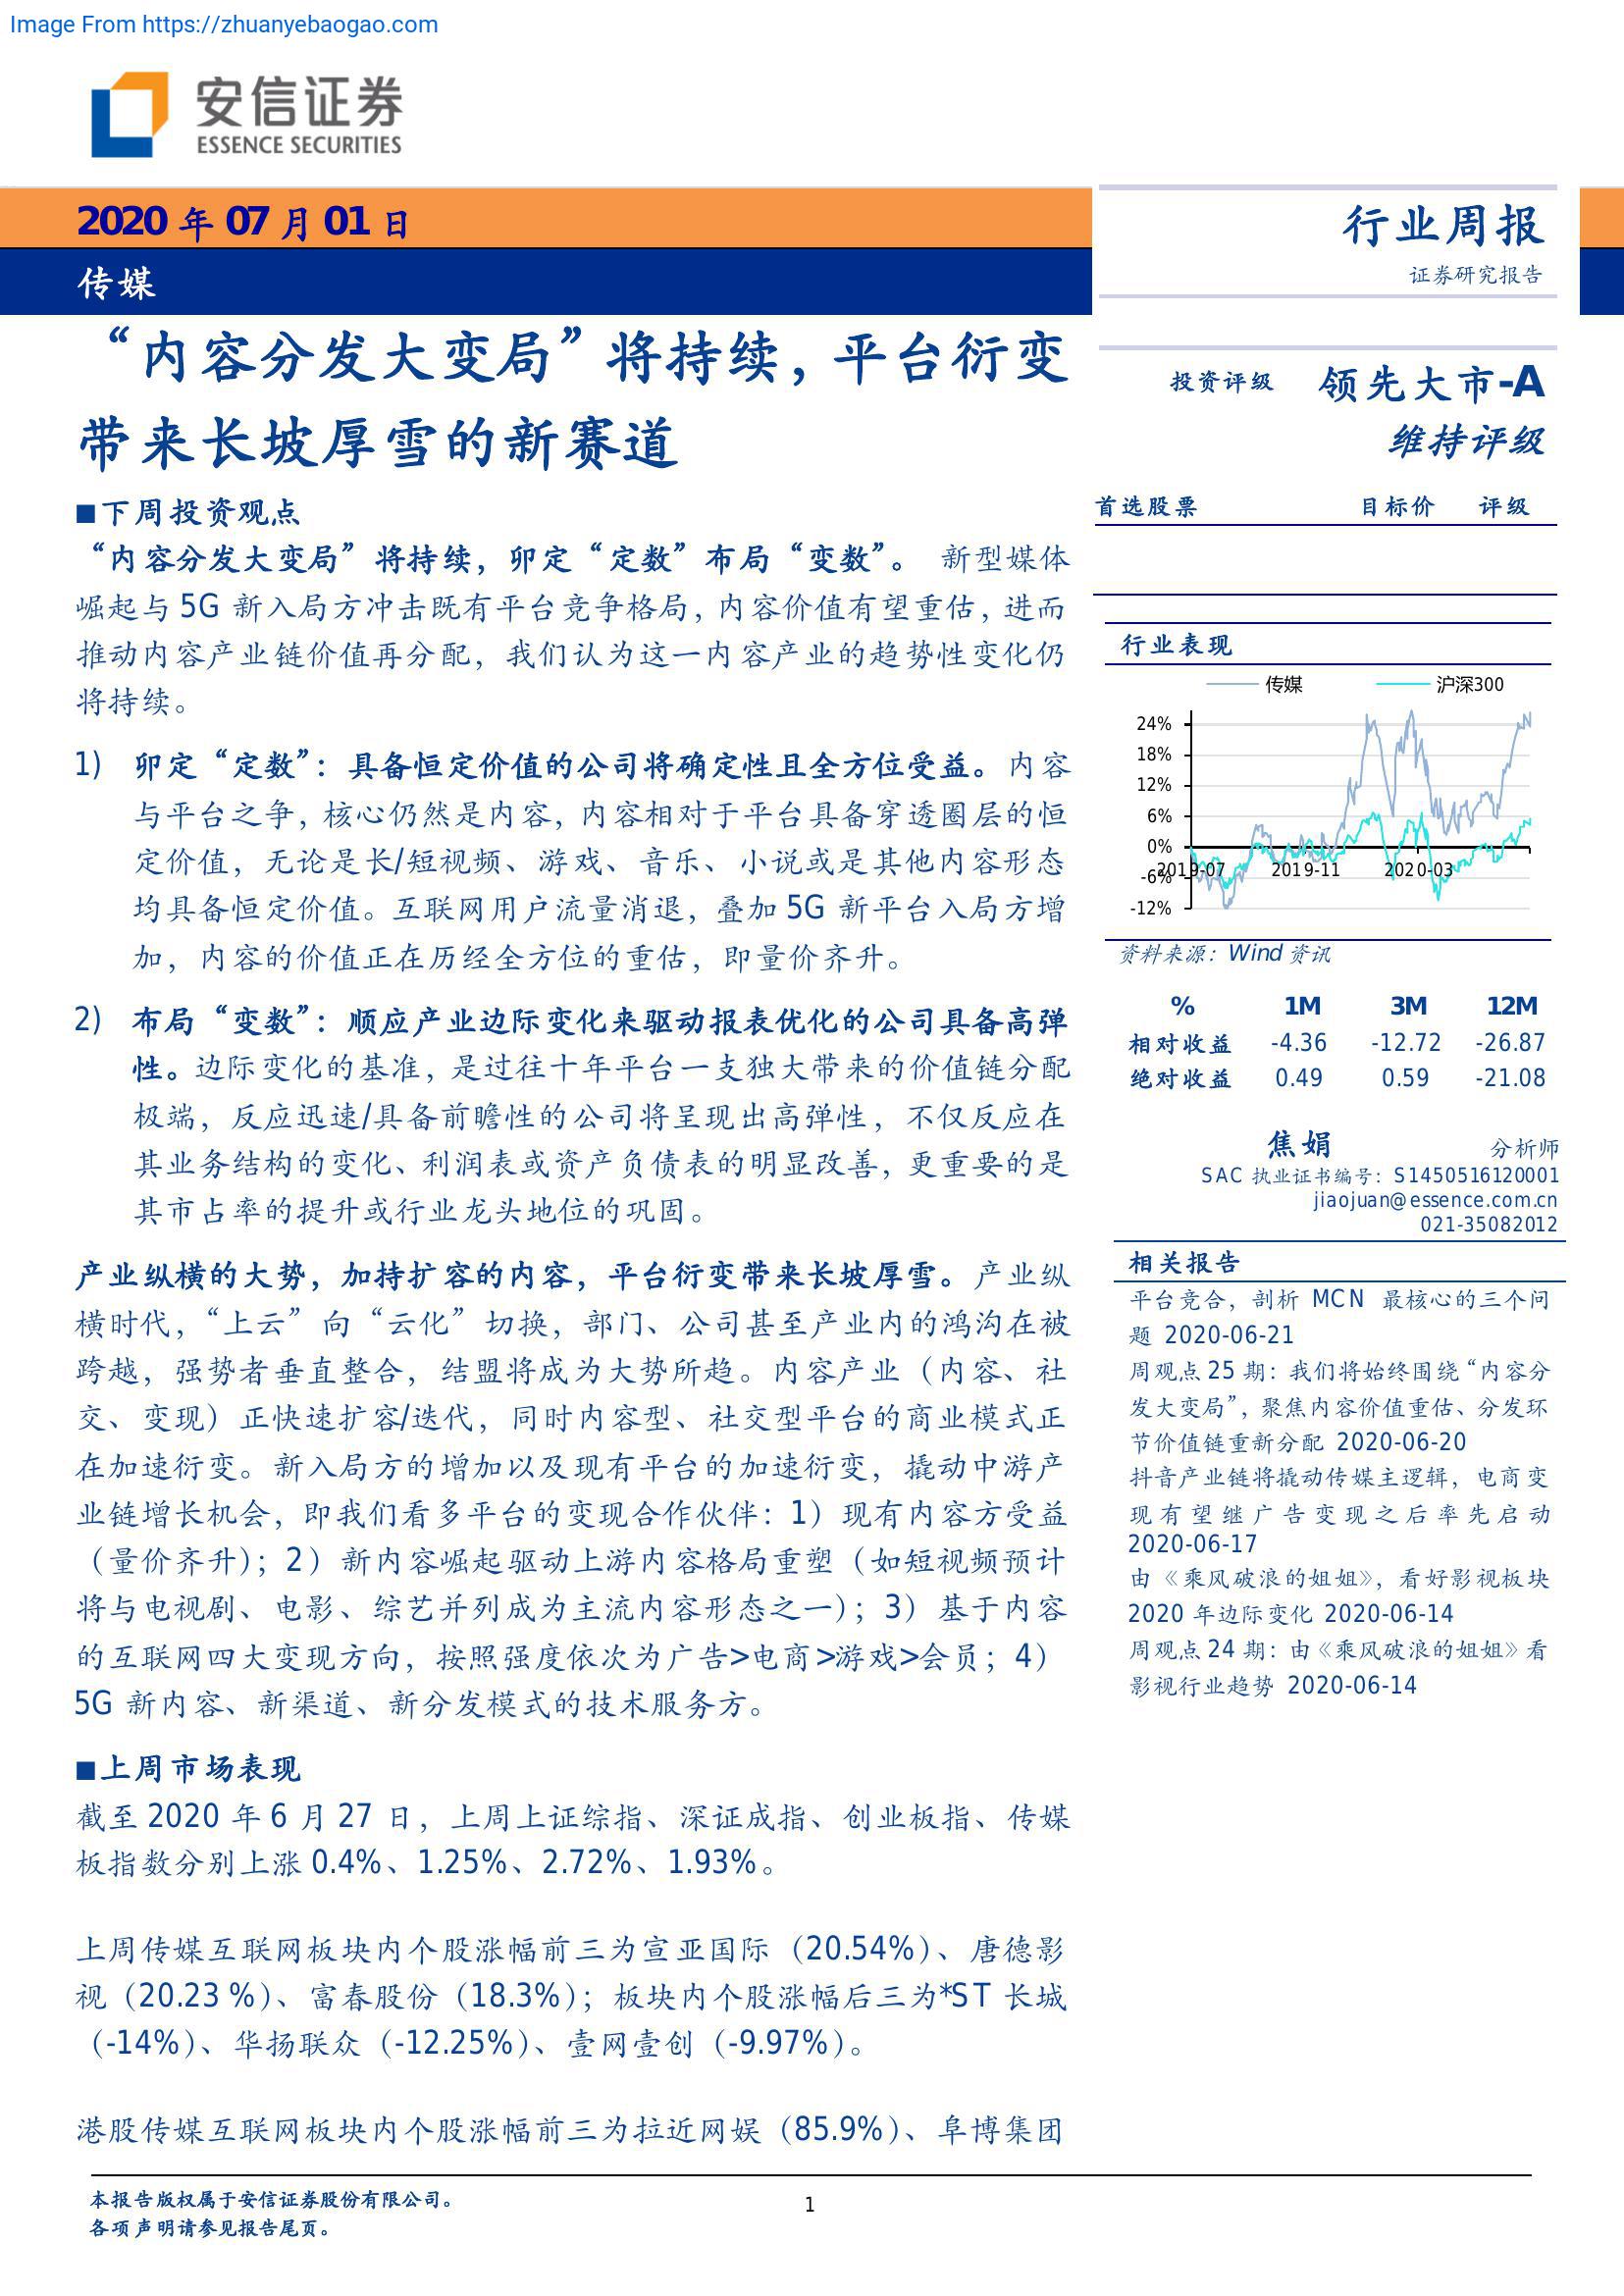 Image From https://zhuanyebaogao.com
安信证券
ESSENCE SECURITIES
2020 年 07 月 01 日
传媒
行业周报
证券研究报告
“内容分发大变局”将持续，平台衍变
带来长坡厚雪的新赛道
■下周投资观点
“内容分发大变局”将持续，卯定“定数”布局“变数”。 新型媒体
崛起与 5G 新入局方冲击既有平台竞争格局，内容价值有望重估，进而
推动内容产业链价值再分配，我们认为这一内容产业的趋势性变化仍
将持续。
1) 卯定“定数”：具备恒定价值的公司将确定性且全方位受益。内容
与平台之争，核心仍然是内容，内容相对于平台具备穿透圈层的恒
定价值，无论是长/短视频、游戏、音乐、小说或是其他内容形态
均具备恒定价值。互联网用户流量消退，叠加 5G 新平台入局方增
加，内容的价值正在历经全方位的重估，即量价齐升。
2) 布局“变数”：顺应产业边际变化来驱动报表优化的公司具备高弹
性。边际变化的基准，是过往十年平台一支独大带来的价值链分配
极端，反应迅速/具备前瞻性的公司将呈现出高弹性，不仅反应在
其业务结构的变化、利润表或资产负债表的明显改善，更重要的是
其市占率的提升或行业龙头地位的巩固。
产业纵横的大势，加持扩容的内容，平台衍变带来长坡厚雪。产业纵
横时代，“上云”向“云化”切换，部门、公司甚至产业内的鸿沟在被
跨越，强势者垂直整合，结盟将成为大势所趋。内容产业（内容、社
交、变现）正快速扩容/迭代，同时内容型、社交型平台的商业模式正
在加速衍变。新入局方的增加以及现有平台的加速衍变，撬动中游产
业链增长机会，即我们看多平台的变现合作伙伴：1）现有内容方受益
（量价齐升）；2）新内容崛起驱动上游内容格局重塑（如短视频预计
将与电视剧、电影、综艺并列成为主流内容形态之一）；3）基于内容
的互联网四大变现方向，按照强度依次为广告>电商>游戏>会员；4）
5G 新内容、新渠道、新分发模式的技术服务方。
■上周市场表现
截至 2020 年 6 月 27 日，上周上证综指、深证成指、创业板指、传媒
板指数分别上涨 0.4%、1.25%、2.72%、1.93%。
上周传媒互联网板块内个股涨幅前三为宣亚国际（20.54%）、唐德影
视（20.23 %）、富春股份（18.3%）；板块内个股涨幅后三为*ST 长城
（-14%）、华扬联众（-12.25%）、壹网壹创（-9.97%）。
港股传媒互联网板块内个股涨幅前三为拉近网娱（85.9%）、阜博集团
投资评级 领先大市-A
维持评级
首选股票 目标价 评级
行业表现
传媒 沪深300
24%
18%
12%
6%
0%
-6%
-12%
2019-07 2019-11 2020-03
资料来源：Wind 资讯
% 1M 3M 12M
相对收益 -4.36 -12.72 -26.87
绝对收益 0.49 0.59 -21.08
焦娟 分析师
SAC 执业证书编号：S1450516120001
jiaojuan@essence.com.cn
021-35082012
相关报告
平台竞合，剖析 MCN 最核心的三个问
题 2020-06-21
周观点 25 期：我们将始终围绕“内容分
发大变局”，聚焦内容价值重估、分发环
节价值链重新分配 2020-06-20
抖音产业链将撬动传媒主逻辑，电商变
现有望继广告变现之后率先启动
2020-06-17
由《乘风破浪的姐姐》，看好影视板块
2020 年边际变化 2020-06-14
周观点 24 期：由《乘风破浪的姐姐》看
影视行业趋势 2020-06-14
本报告版权属于安信证券股份有限公司。
各项声明请参见报告尾页。
1